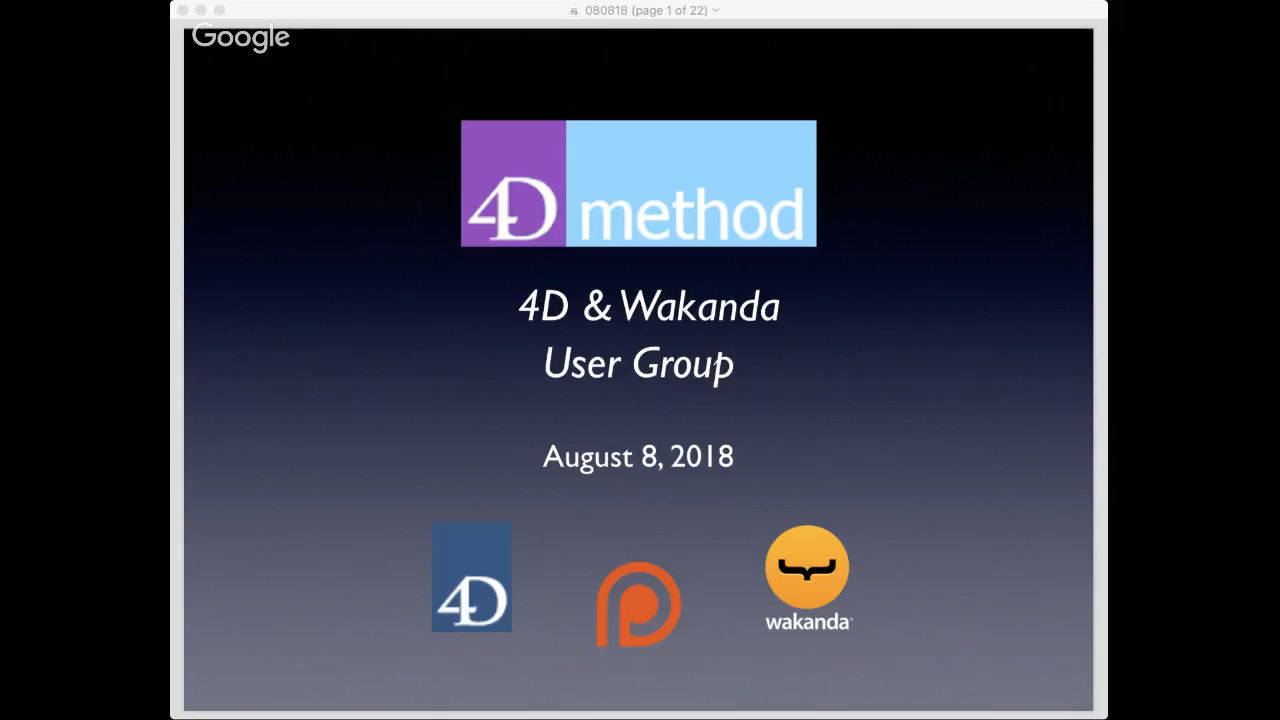 080818 (page 1 of 22)
Google
4D method
4D & Wakanda
User Group
August 8, 2018
4D
wakanda